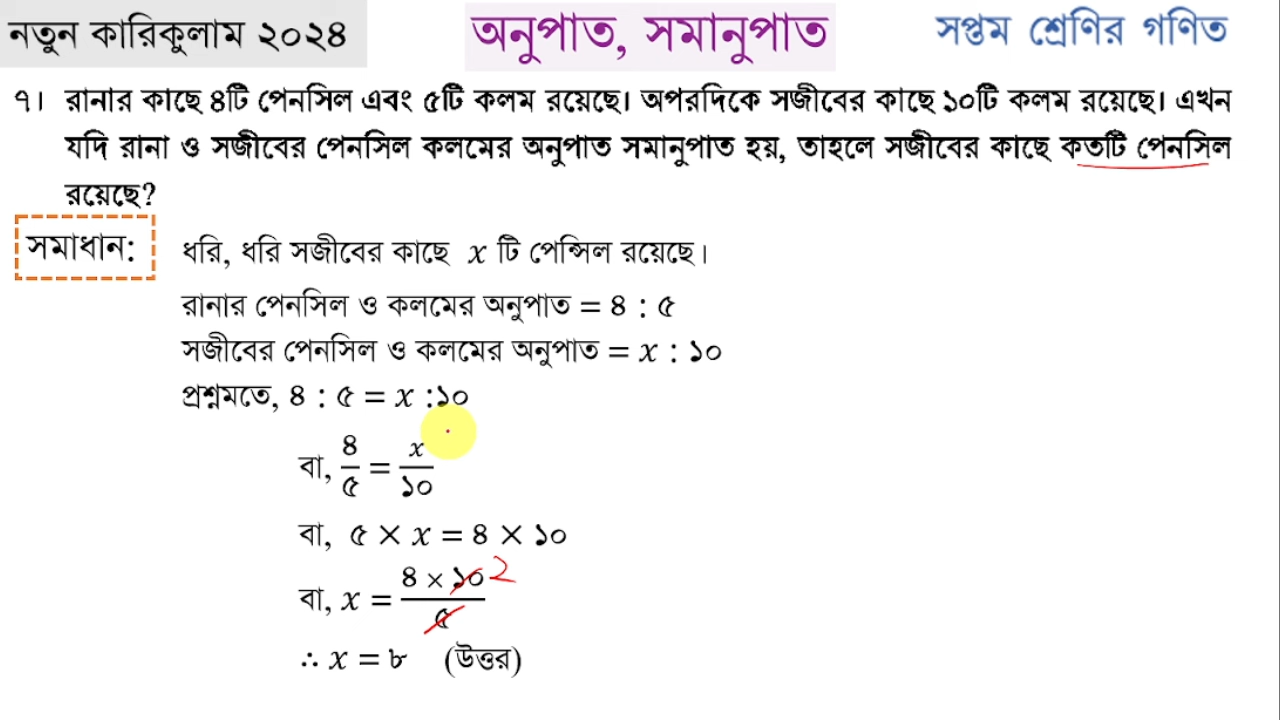 নতুন কারিকুলাম ২০২৪
অনুপাত, সমানুপাত
সপ্তম শ্রেণির গণিত
৭। রানার কাছে ৪টি পেনসিল এবং ৫টি কলম রয়েছে। অপরদিকে সজীবের কাছে ১০টি কলম রয়েছে। এখন
যদি রানা ও সজীবের পেনসিল কলমের অনুপাত সমানুপাত হয়, তাহলে সজীবের কাছে কতটি পেনসিল
রয়েছে?
সমাধান:
ধরি, ধরি সজীবের কাছে x টি পেন্সিল রয়েছে।
রানার পেনসিল ও কলমের অনুপাত = ৪ : ৫
সজীবের পেনসিল ও কলমের অনুপাত = x : ১০
প্রশ্নমতে, ৪ : ৫ = x :১০
বা, ৪/৫ = x/১০
বা, ৫ × x = ৪ × ১০
বা, x = ৪ × ১০/৫ 2
∴ x = ৮ (উত্তর)